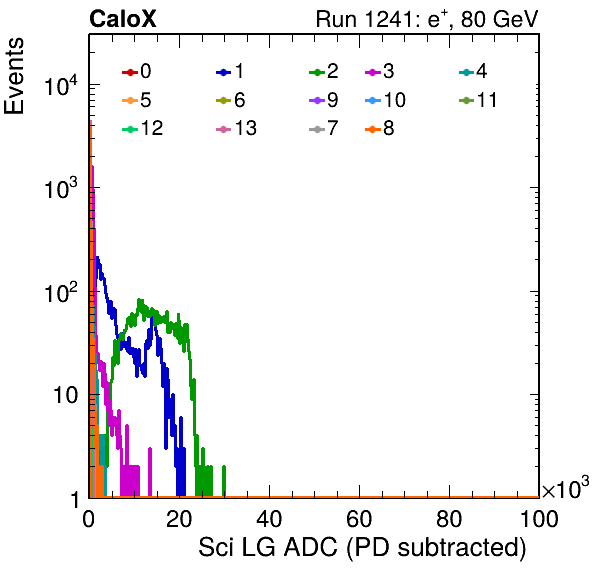 CaloX Run 1241: e⁺, 80 GeV
Events
0 1 2 3 4
5 6 9 10 11
12 13 7 8
10⁴
10³
10²
10
1
0 20 40 60 80 100
×10³
Sci LG ADC (PD subtracted)